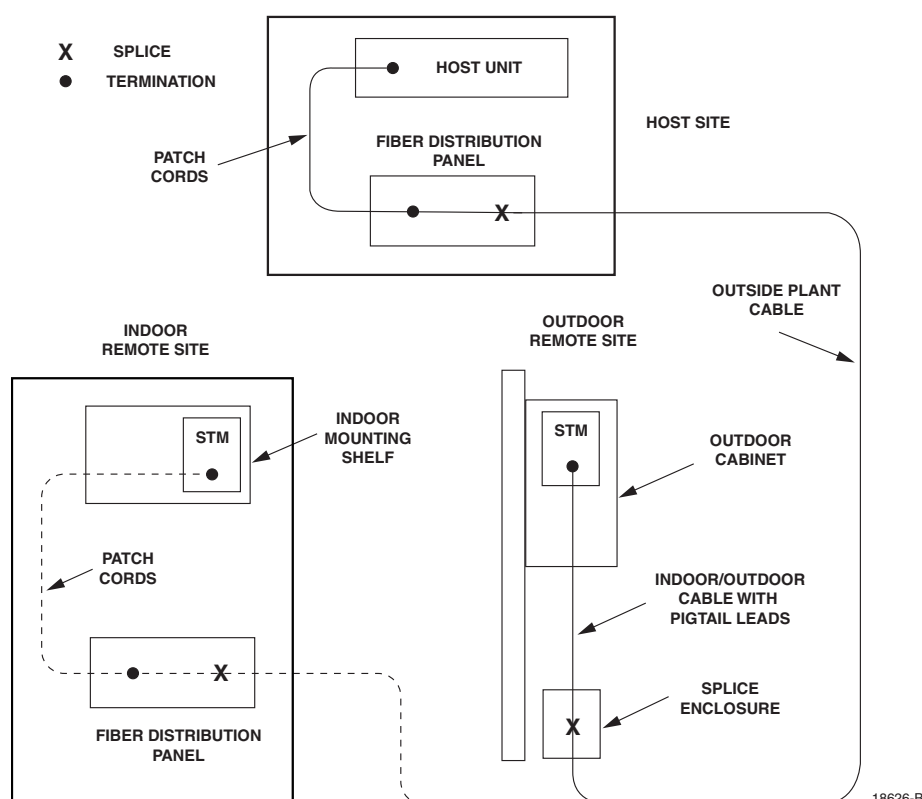 X SPLICE
● TERMINATION
HOST UNIT
HOST SITE
FIBER DISTRIBUTION
PANEL
PATCH
CORDS
X
OUTSIDE PLANT
CABLE
INDOOR
REMOTE SITE
OUTDOOR
REMOTE SITE
STM
INDOOR
MOUNTING
SHELF
STM
OUTDOOR
CABINET
PATCH
CORDS
INDOOR/OUTDOOR
CABLE WITH
PIGTAIL LEADS
X
FIBER DISTRIBUTION
PANEL
X
SPLICE
ENCLOSURE
18626-B